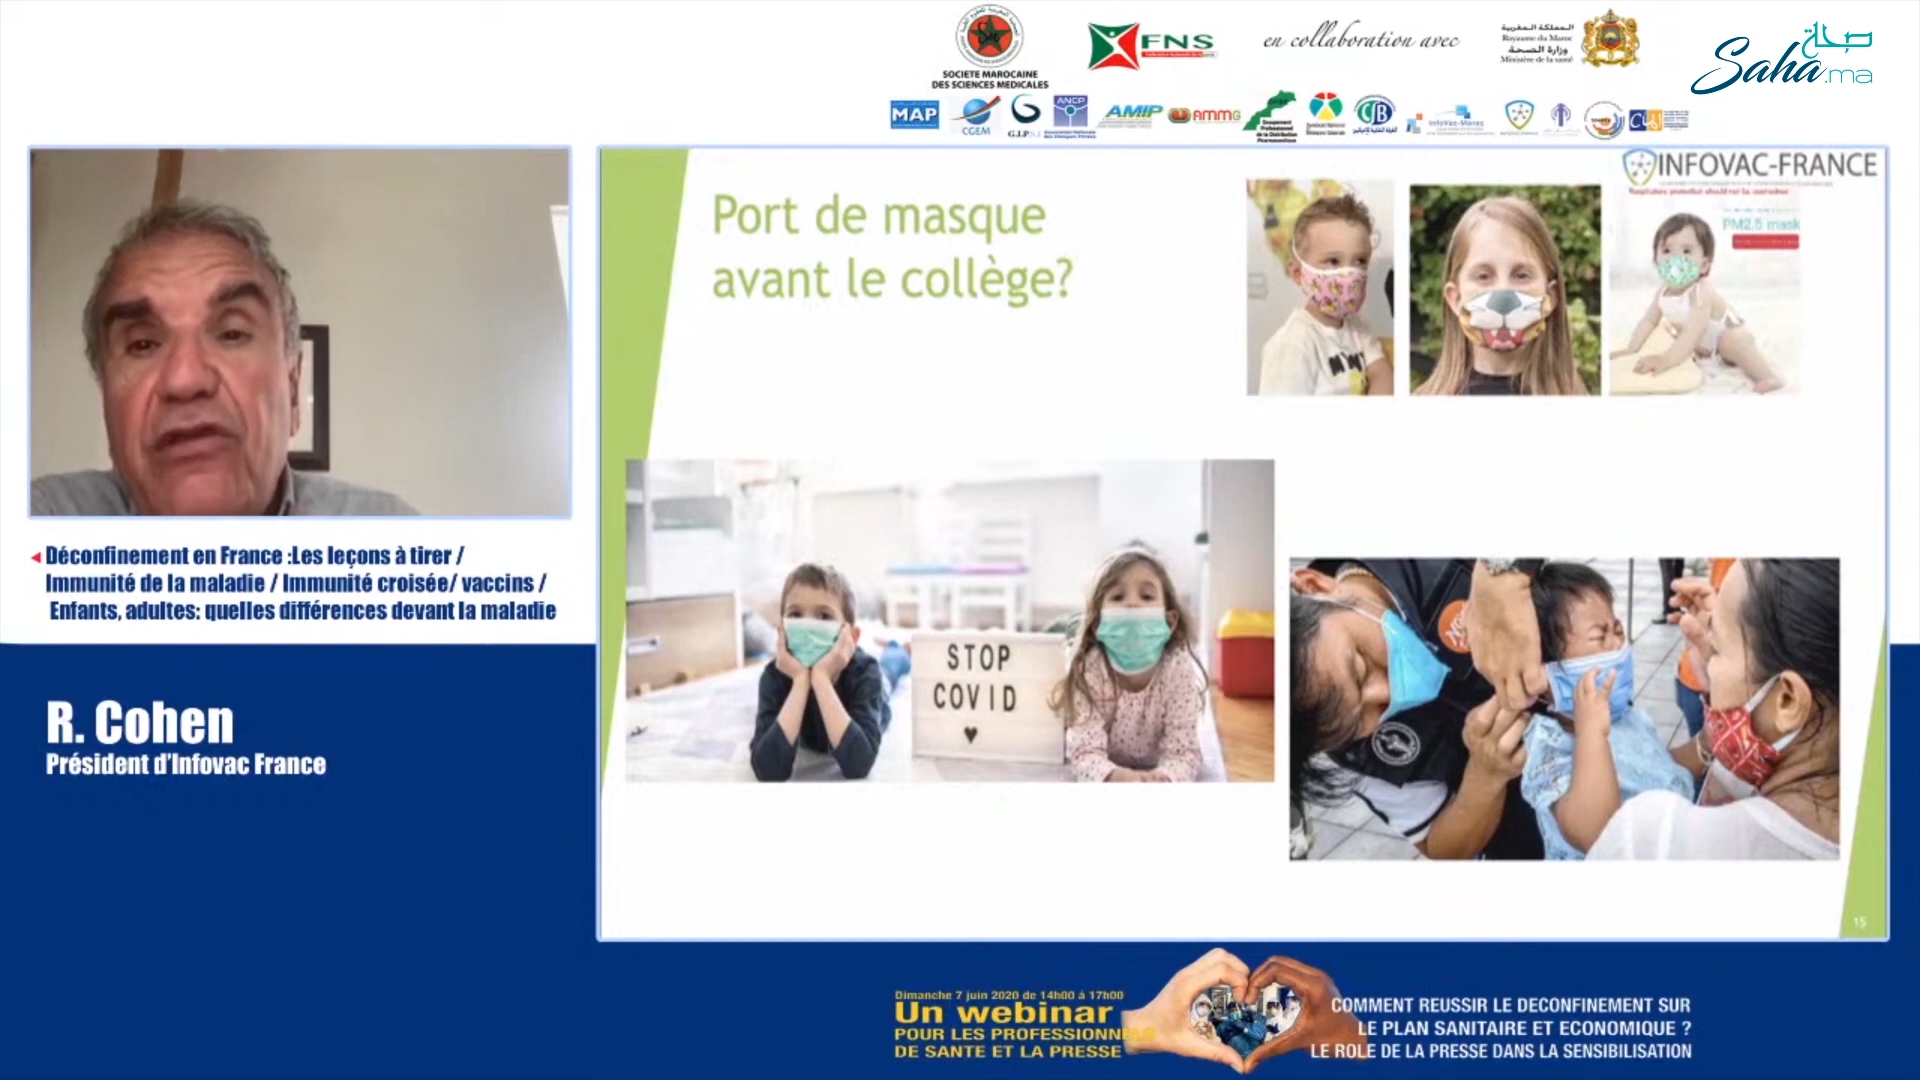 SOCIETE MAROCAINE
DES SCIENCES MEDICALES
FNS
en collaboration avec
المملكة المغربية
Royaume du Maroc
وزارة الصحة
Ministère de la santé
صحة
Saha.ma
MAP
CGEM
G.I.P.S.I
ANCP
AMIP
AMMG
CB
InfoVac-Maroc
INFOVAC-FRANCE
Port de masque
avant le collège?
PM2.5 mask
STOP
COVID
15
Déconfinement en France :Les leçons à tirer /
Immunité de la maladie / Immunité croisée/ vaccins /
Enfants, adultes: quelles différences devant la maladie
R. Cohen
Président d'Infovac France
Dimanche 7 juin 2020 de 14h00 á 17h00
Un webinar
POUR LES PROFESSIONNELS
DE SANTE ET LA PRESSE
COMMENT REUSSIR LE DECONFINEMENT SUR
LE PLAN SANITAIRE ET ECONOMIQUE ?
LE ROLE DE LA PRESSE DANS LA SENSIBILISATION